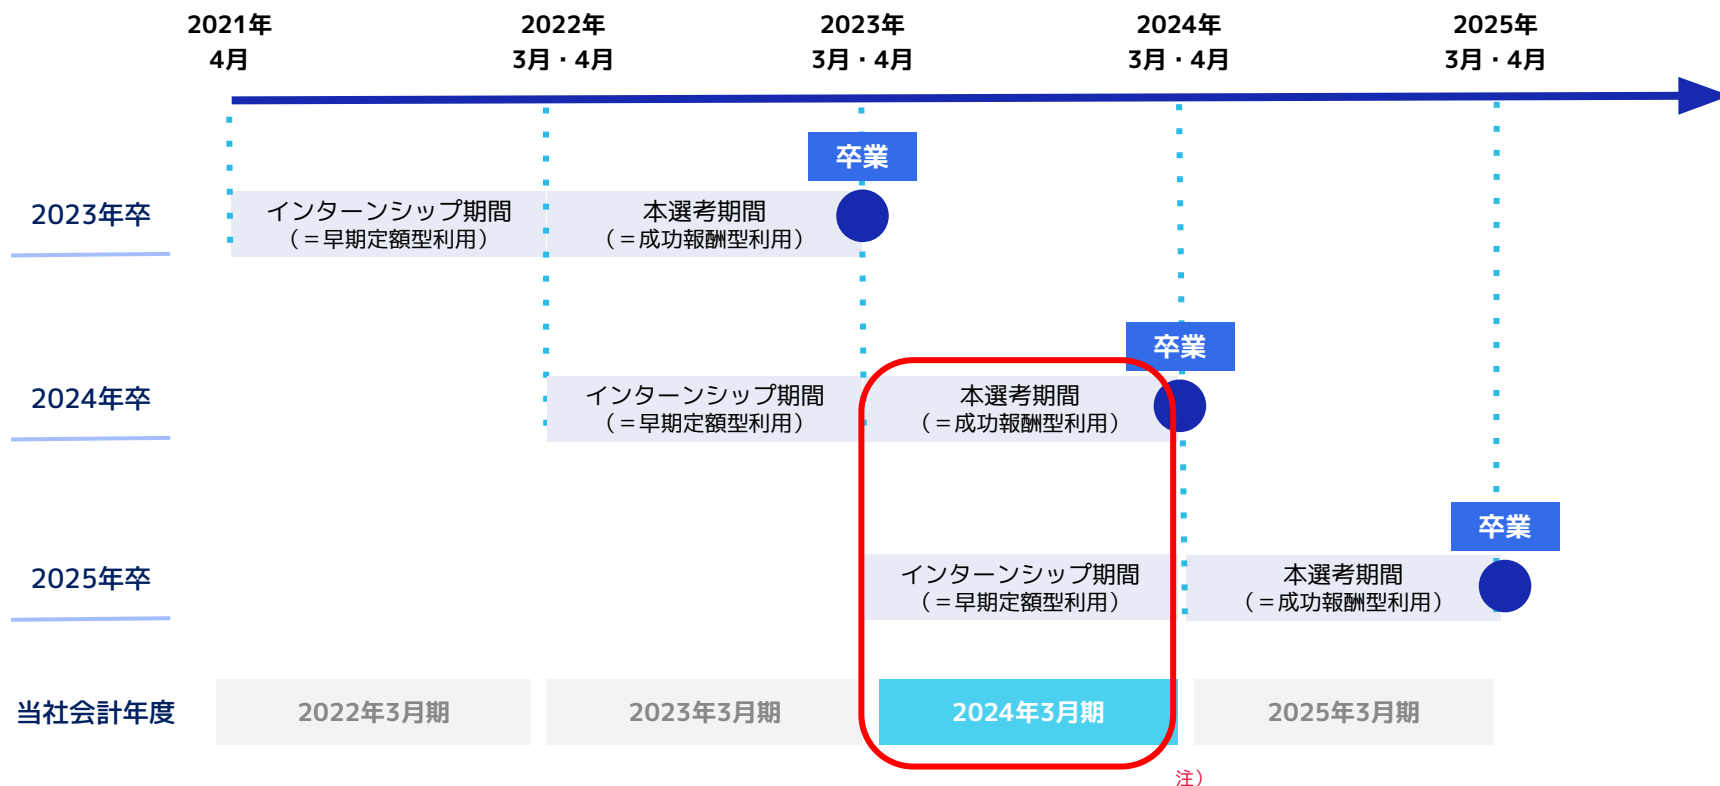 2021年
4月
2022年
3月・4月
2023年
3月・4月
2024年
3月・4月
2025年
3月・4月
卒業
2023年卒
インターンシップ期間
（＝早期定額型利用）
本選考期間
（＝成功報酬型利用）
卒業
2024年卒
インターンシップ期間
（＝早期定額型利用）
本選考期間
（＝成功報酬型利用）
卒業
2025年卒
インターンシップ期間
（＝早期定額型利用）
本選考期間
（＝成功報酬型利用）
当社会計年度
2022年3月期
2023年3月期
2024年3月期
2025年3月期
注）